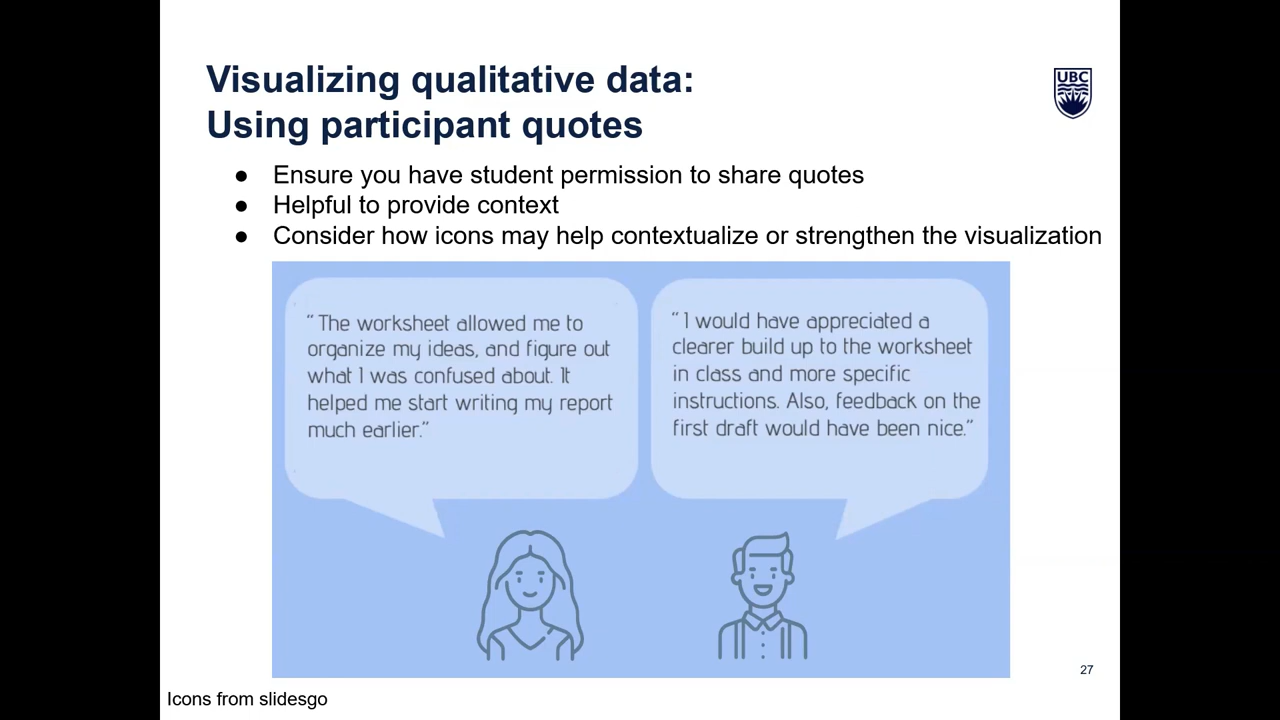 Visualizing qualitative data:
Using participant quotes
UBC
● Ensure you have student permission to share quotes
● Helpful to provide context
● Consider how icons may help contextualize or strengthen the visualization
“The worksheet allowed me to
organize my ideas, and figure out
what I was confused about. It
helped me start writing my report
much earlier.”
“I would have appreciated a
clearer build up to the worksheet
in class and more specific
instructions. Also, feedback on the
first draft would have been nice.”
27
Icons from slidesgo